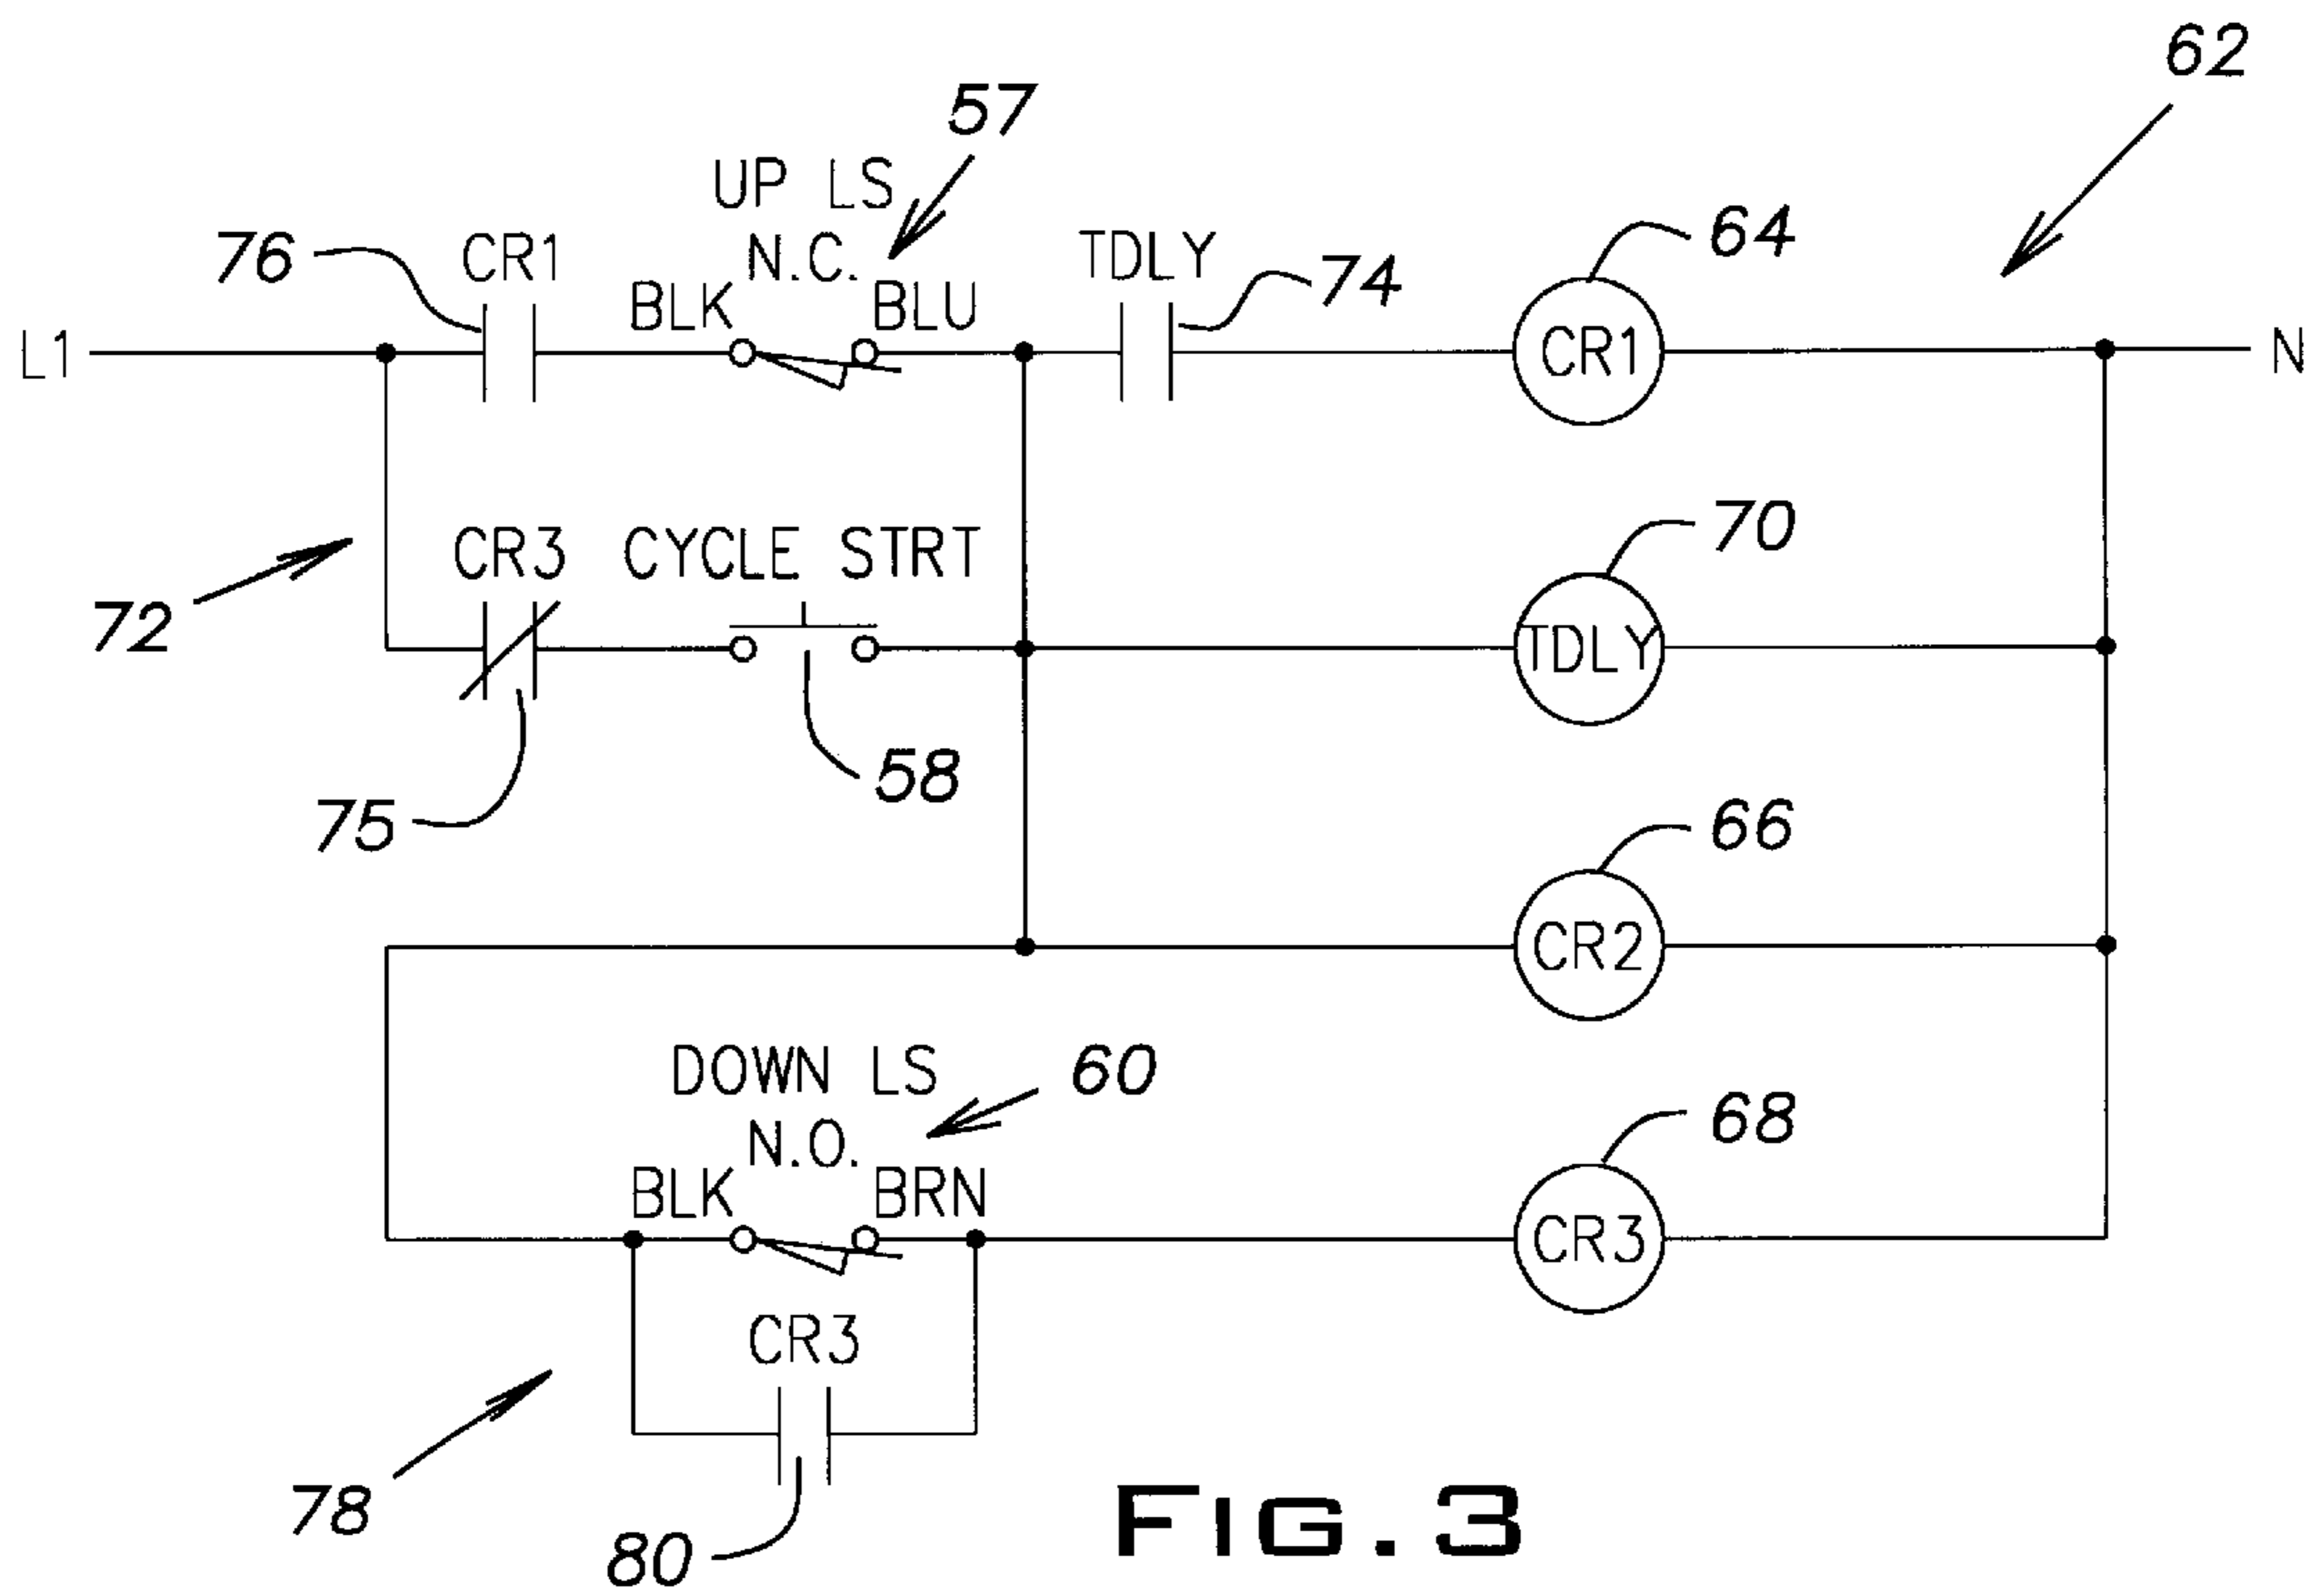 62
57
UP LS
76 CR1 N.C. TDLY 74 64
BLK BLU
L1 CR1 N
72 CR3 CYCLE STRT 70
TDLY
75 58 66
CR2
DOWN LS 60 68
N.O.
BLK BRN
CR3
CR3
78 80
FIG. 3